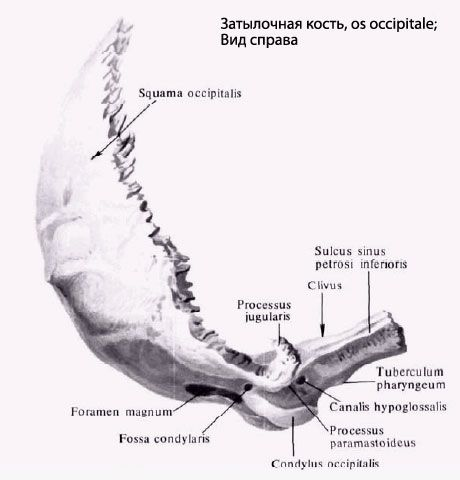 Затылочная кость, os occipitale;
Вид справа
Squama occipitalis
Sulcus sinus
petrosi inferioris
Clivus
Processus
jugularis
Tuberculum
pharyngeum
Canalis hypoglossalis
Foramen magnum
Processus
paramastoideus
Fossa condylaris
Condylus occipitalis